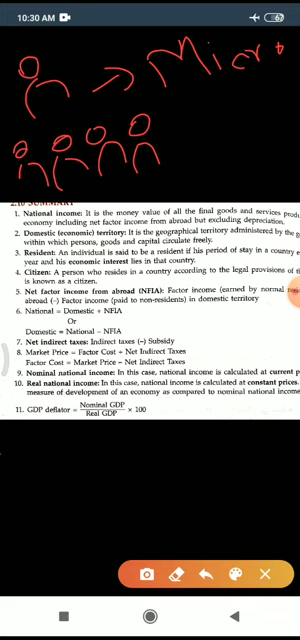 10:30 AM
67
Micro
2.10 SUMMARY
1. National income: It is the money value of all the final goods and services
economy including net factor income from abroad but excluding depreciation.
2. Domestic (economic) territory: It is the geographical territory administered by the
within which persons, goods and capital circulate freely.
3. Resident: An individual is said to be a resident if his period of stay in a country
year and his economic interest lies in that country.
4. Citizen: A person who resides in a country according to the legal provisions of
is known as a citizen.
5. Net factor income from abroad (NFIA): Factor income (earned by normal
abroad (–) Factor income (paid to non-residents) in domestic territory
6. National = Domestic + NFIA
Or
Domestic = National – NFIA
7. Net indirect taxes: Indirect taxes (–) Subsidy
8. Market Price = Factor Cost + Net Indirect Taxes
Factor Cost = Market Price – Net Indirect Taxes
9. Nominal national income: In this case, national income is calculated at current
10. Real national income: In this case, national income is calculated at constant prices.
measure of development of an economy as compared to nominal national income
11. GDP deflator = Nominal GDP / Real GDP × 100